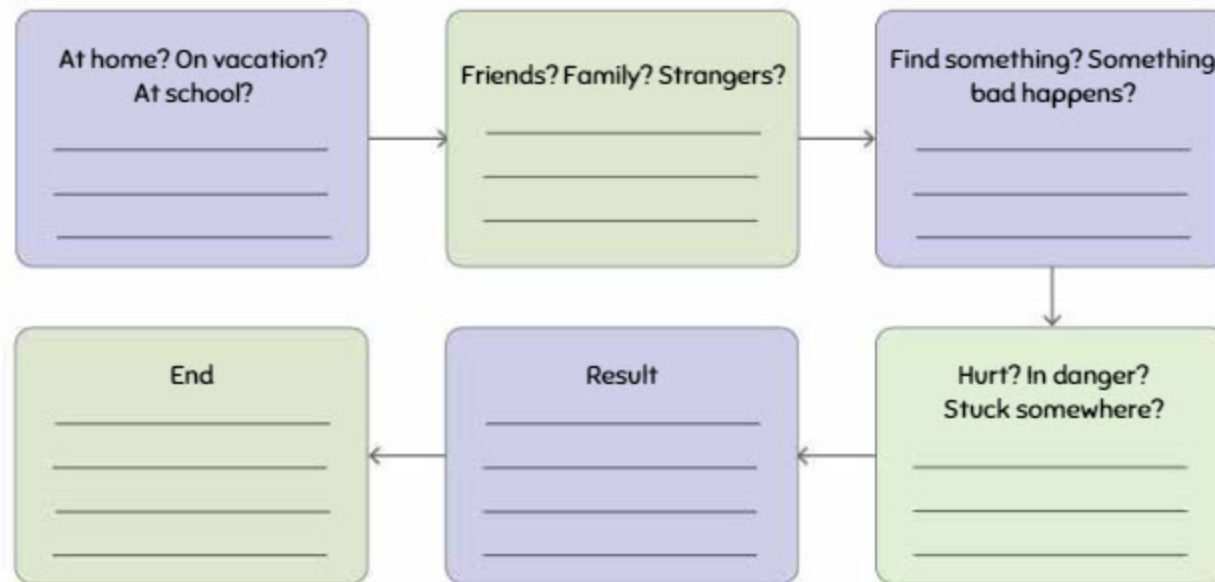 At home? On vacation?
At school?
Friends? Family? Strangers?
Find something? Something
bad happens?
Hurt? In danger?
Stuck somewhere?
Result
End